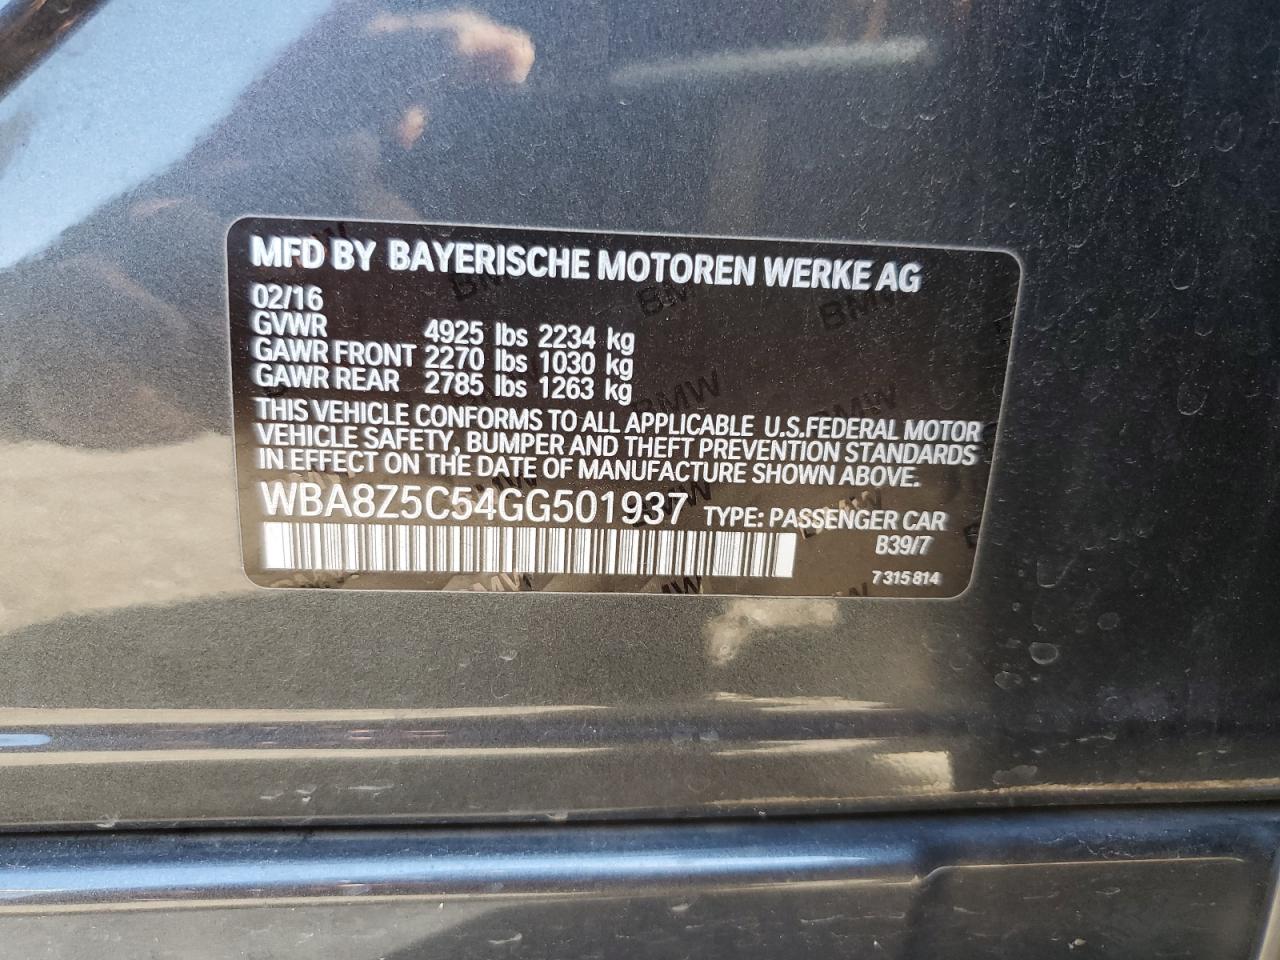 MFD BY BAYERISCHE MOTOREN WERKE AG
02/16
GVWR 4925 lbs 2234 kg
GAWR FRONT 2270 lbs 1030 kg
GAWR REAR 2785 lbs 1263 kg
THIS VEHICLE CONFORMS TO ALL APPLICABLE U.S.FEDERAL MOTOR
VEHICLE SAFETY, BUMPER AND THEFT PREVENTION STANDARDS
IN EFFECT ON THE DATE OF MANUFACTURE SHOWN ABOVE.
WBA8Z5C54GG501937 TYPE: PASSENGER CAR
B39/7
7 315 814